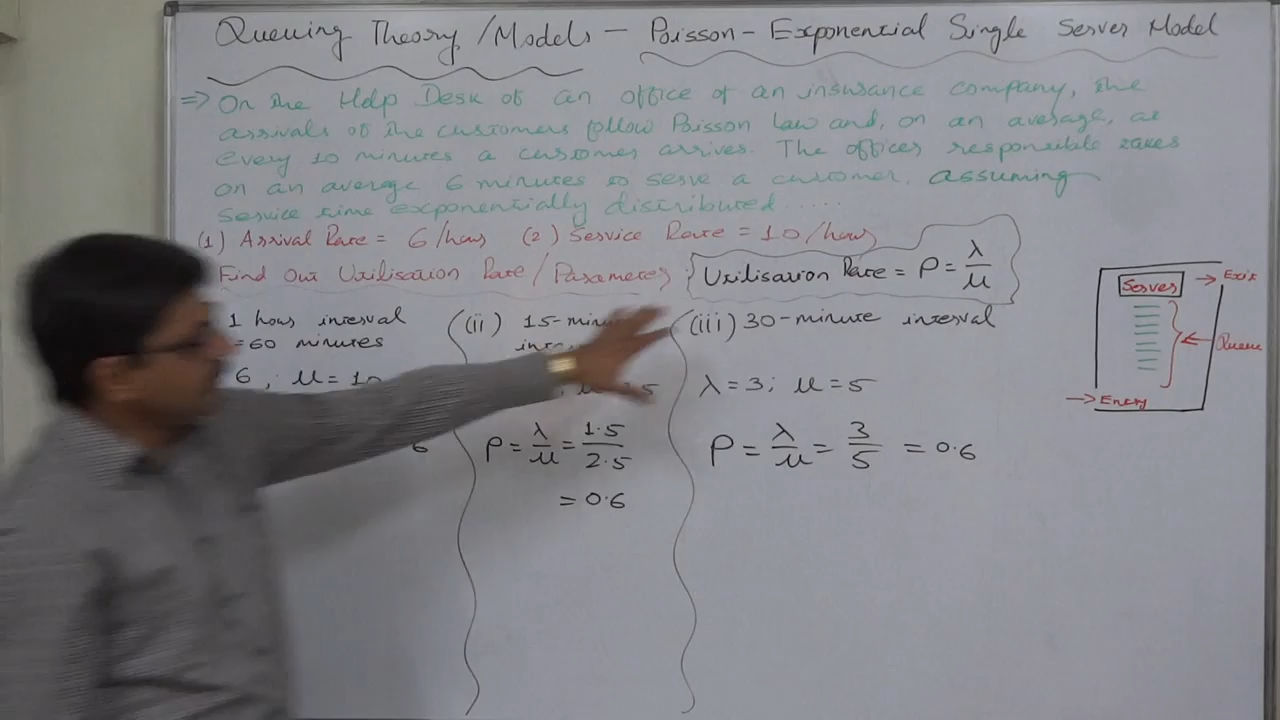 Queuing Theory/Models - Poisson - Exponential Single Server Model
=> On the Help Desk of an office of an insurance company, the
arrivals of the customers follow Poisson law and, on an average, at
every 10 minutes a customer arrives. The officer responsible takes
on an average 6 minutes to serve a customer. assuming
service time exponentially distributed......
(1) Arrival Rate = 6/hour (2) Service Rate = 10/hour
Find Out Utilisation Rate/Parameter; Utilisation Rate = ρ = λ/μ
1 hour interval
=60 minutes
6, μ = 10
6
(ii) 15-minu
inte
; μ 2.5
ρ = λ/μ = 1.5/2.5
= 0.6
(iii) 30-minute interval
λ = 3; μ = 5
ρ = λ/μ = 3/5 = 0.6
Server
-> Exit
Queue
-> Entry